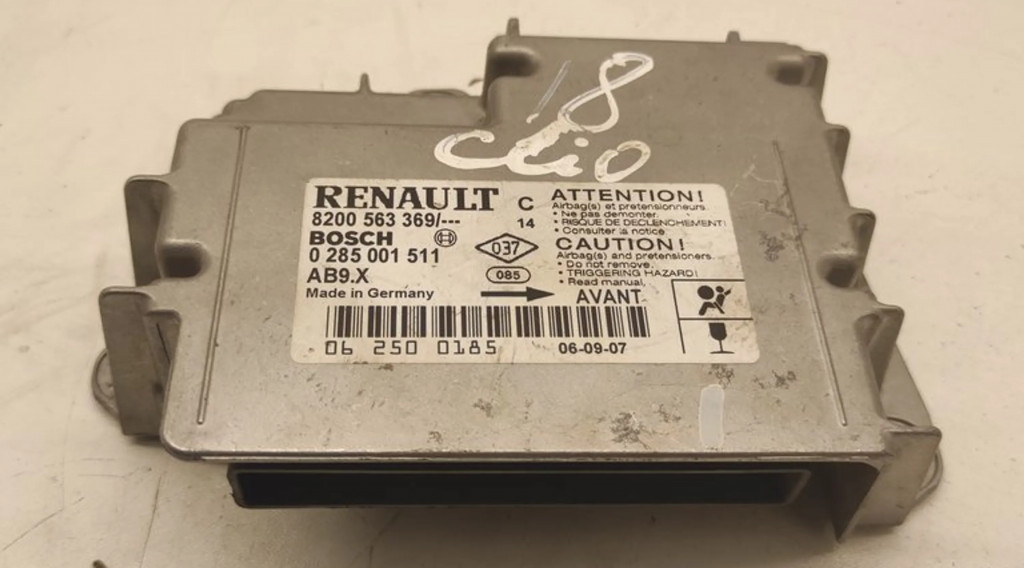 18
Clio
RENAULT
8200 563 369/---
BOSCH
0 285 001 511
AB9.X
Made in Germany
C
14
037
085
ATTENTION!
Airbag(s) et pretensionneurs.
• Ne pas demonter.
• RISQUE DE DECLENCHEMENT!
• Consulter la notice
CAUTION!
Airbag(s) and pretensioners.
• Do not remove.
• TRIGGERING HAZARD!
• Read manual.
AVANT
06 250 0185
06-09-07